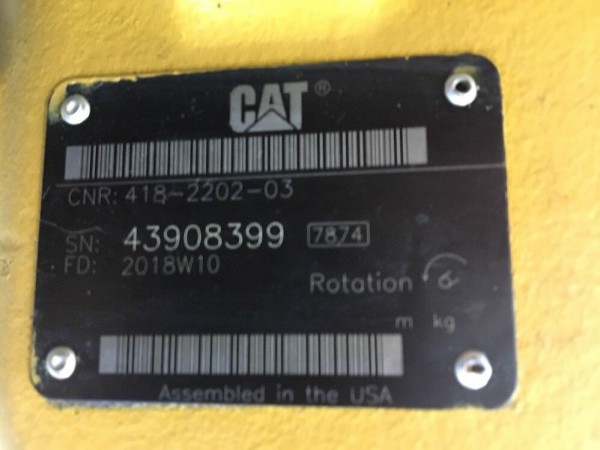 CAT®
CNR: 418-2202-03
SN: 43908399 7874
FD: 2018W10
Rotation
m kg
Assembled in the USA